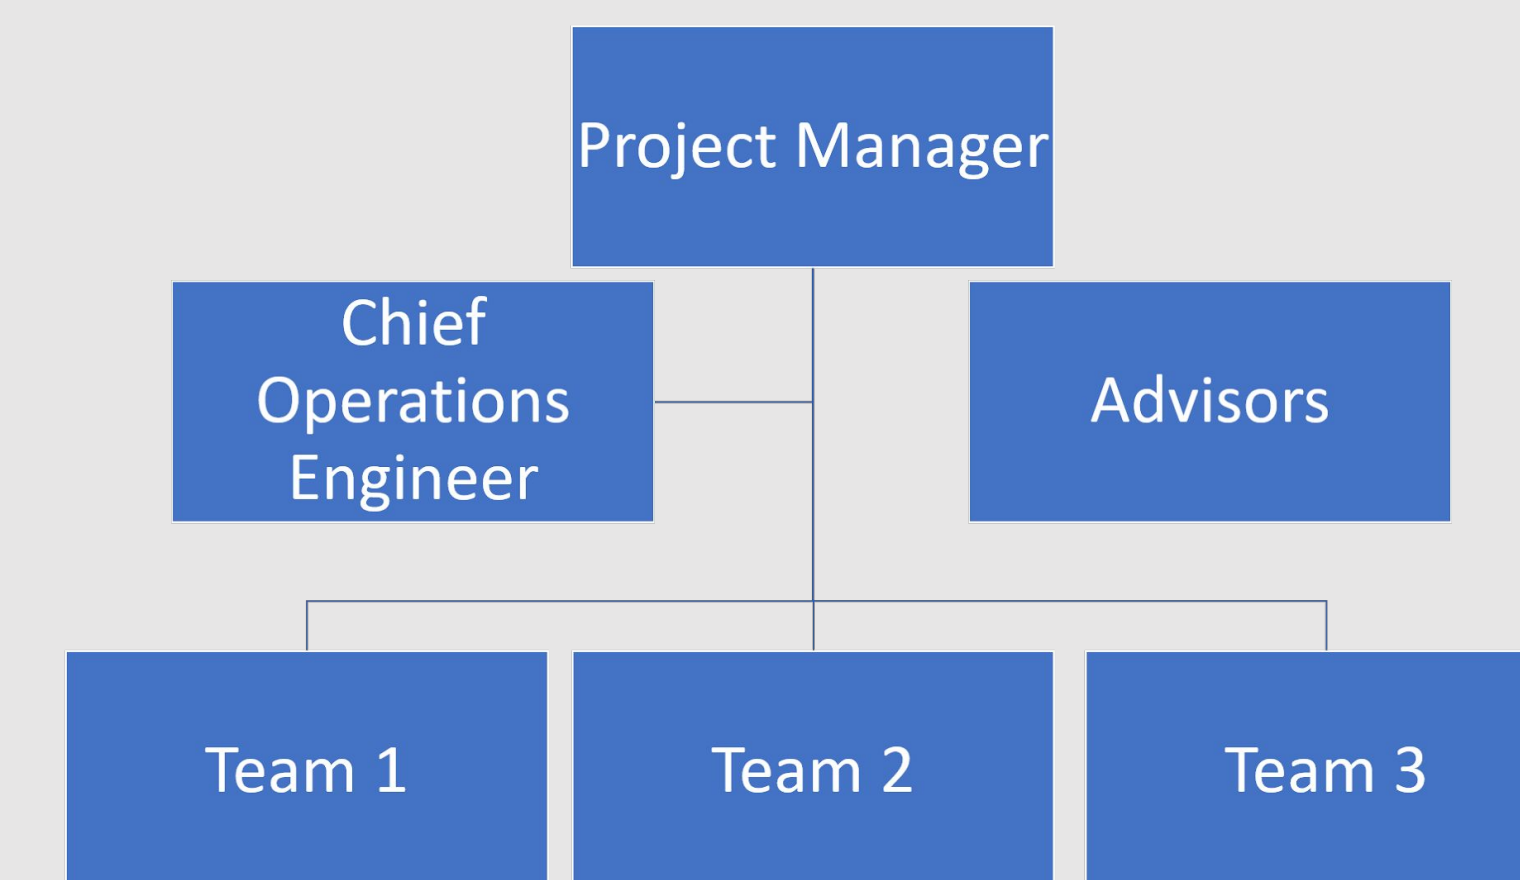 Project Manager
Chief
Operations
Engineer
Advisors
Team 1
Team 2
Team 3